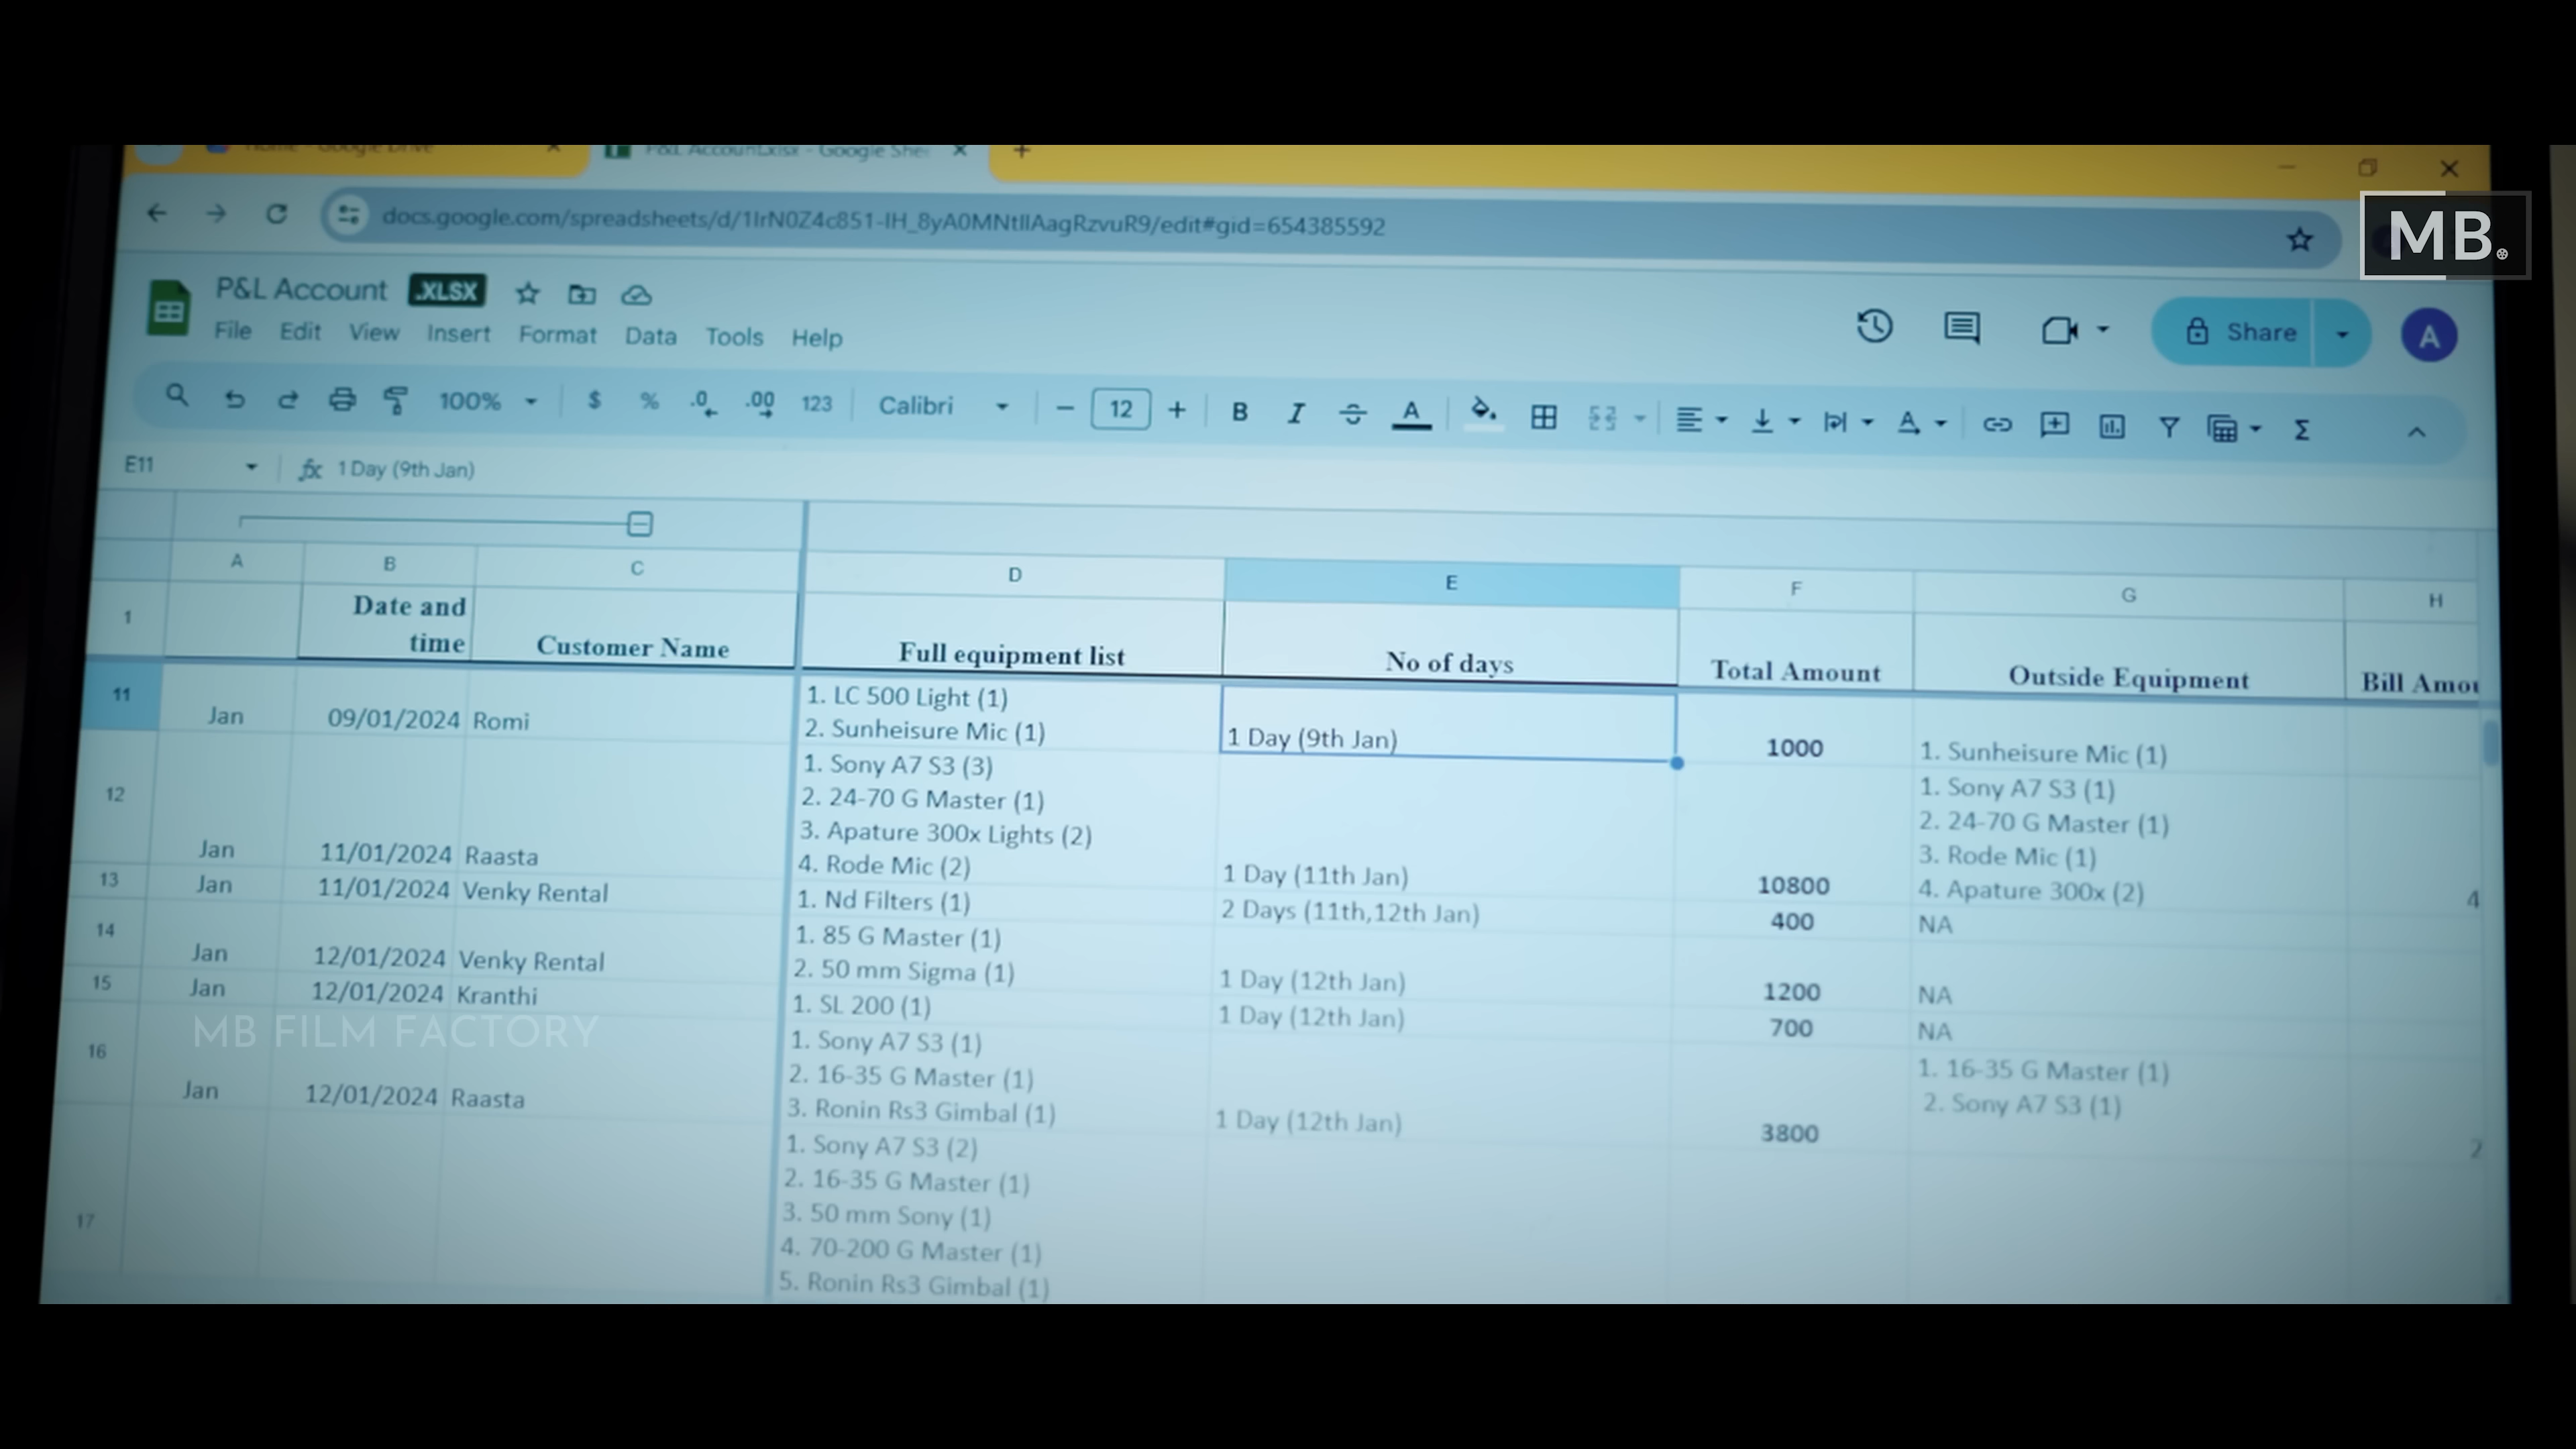 Home - Google Drive
P&L Account.xlsx - Google She
docs.google.com/spreadsheets/d/1IrN0Z4c851-IH_8yA0MNtIlAagRzvuR9/edit#gid=654385592
MB.
P&L Account .XLSX
File Edit View Insert Format Data Tools Help
Share A
100% $ % .0 .00 123 Calibri 12 B I A
E11 fx 1 Day (9th Jan)
A B C D E F G H
1 Date and time Customer Name Full equipment list No of days Total Amount Outside Equipment Bill Amou
11 Jan 09/01/2024 Romi
1. LC 500 Light (1)
2. Sunheisure Mic (1)
1 Day (9th Jan) 1000
1. Sunheisure Mic (1)
12 Jan 11/01/2024 Raasta
1. Sony A7 S3 (3)
2. 24-70 G Master (1)
3. Apature 300x Lights (2)
4. Rode Mic (2)
1 Day (11th Jan) 10800
1. Sony A7 S3 (1)
2. 24-70 G Master (1)
3. Rode Mic (1)
4. Apature 300x (2)
4
13 Jan 11/01/2024 Venky Rental 1. Nd Filters (1) 2 Days (11th,12th Jan) 400 NA
14 Jan 12/01/2024 Venky Rental
1. 85 G Master (1)
2. 50 mm Sigma (1)
1 Day (12th Jan) 1200 NA
15 Jan 12/01/2024 Kranthi 1. SL 200 (1) 1 Day (12th Jan) 700 NA
MB FILM FACTORY
16 Jan 12/01/2024 Raasta
1. Sony A7 S3 (1)
2. 16-35 G Master (1)
3. Ronin Rs3 Gimbal (1)
1 Day (12th Jan) 3800
1. 16-35 G Master (1)
2. Sony A7 S3 (1)
2
17
1. Sony A7 S3 (2)
2. 16-35 G Master (1)
3. 50 mm Sony (1)
4. 70-200 G Master (1)
5. Ronin Rs3 Gimbal (1)